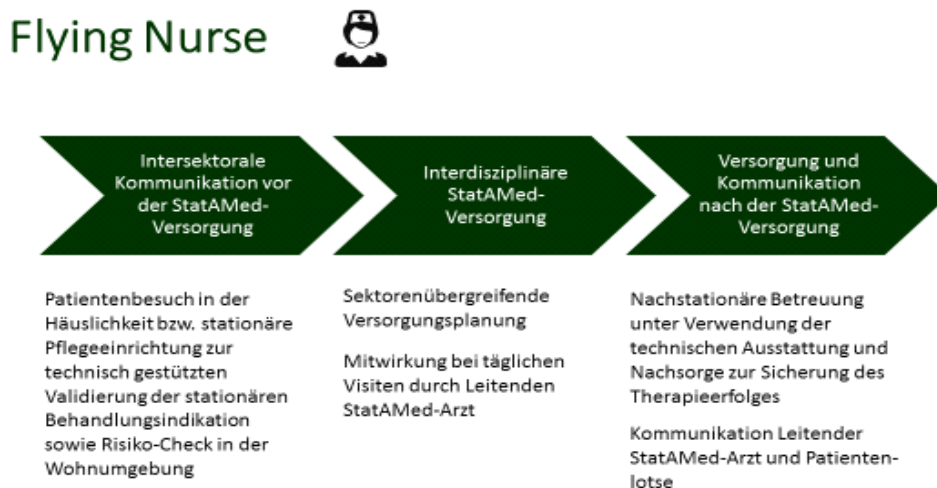 Flying Nurse
Intersektorale
Kommunikation vor
der StatAMed-
Versorgung
Interdisziplinäre
StatAMed-
Versorgung
Versorgung und
Kommunikation
nach der StatAMed-
Versorgung
Patientenbesuch in der
Häuslichkeit bzw. stationäre
Pflegeeinrichtung zur
technisch gestützten
Validierung der stationären
Behandlungsindikation
sowie Risiko-Check in der
Wohnumgebung
Sektorenübergreifende
Versorgungsplanung
Mitwirkung bei täglichen
Visiten durch Leitenden
StatAMed-Arzt
Nachstationäre Betreuung
unter Verwendung der
technischen Ausstattung und
Nachsorge zur Sicherung des
Therapieerfolges
Kommunikation Leitender
StatAMed-Arzt und Patienten-
lotse